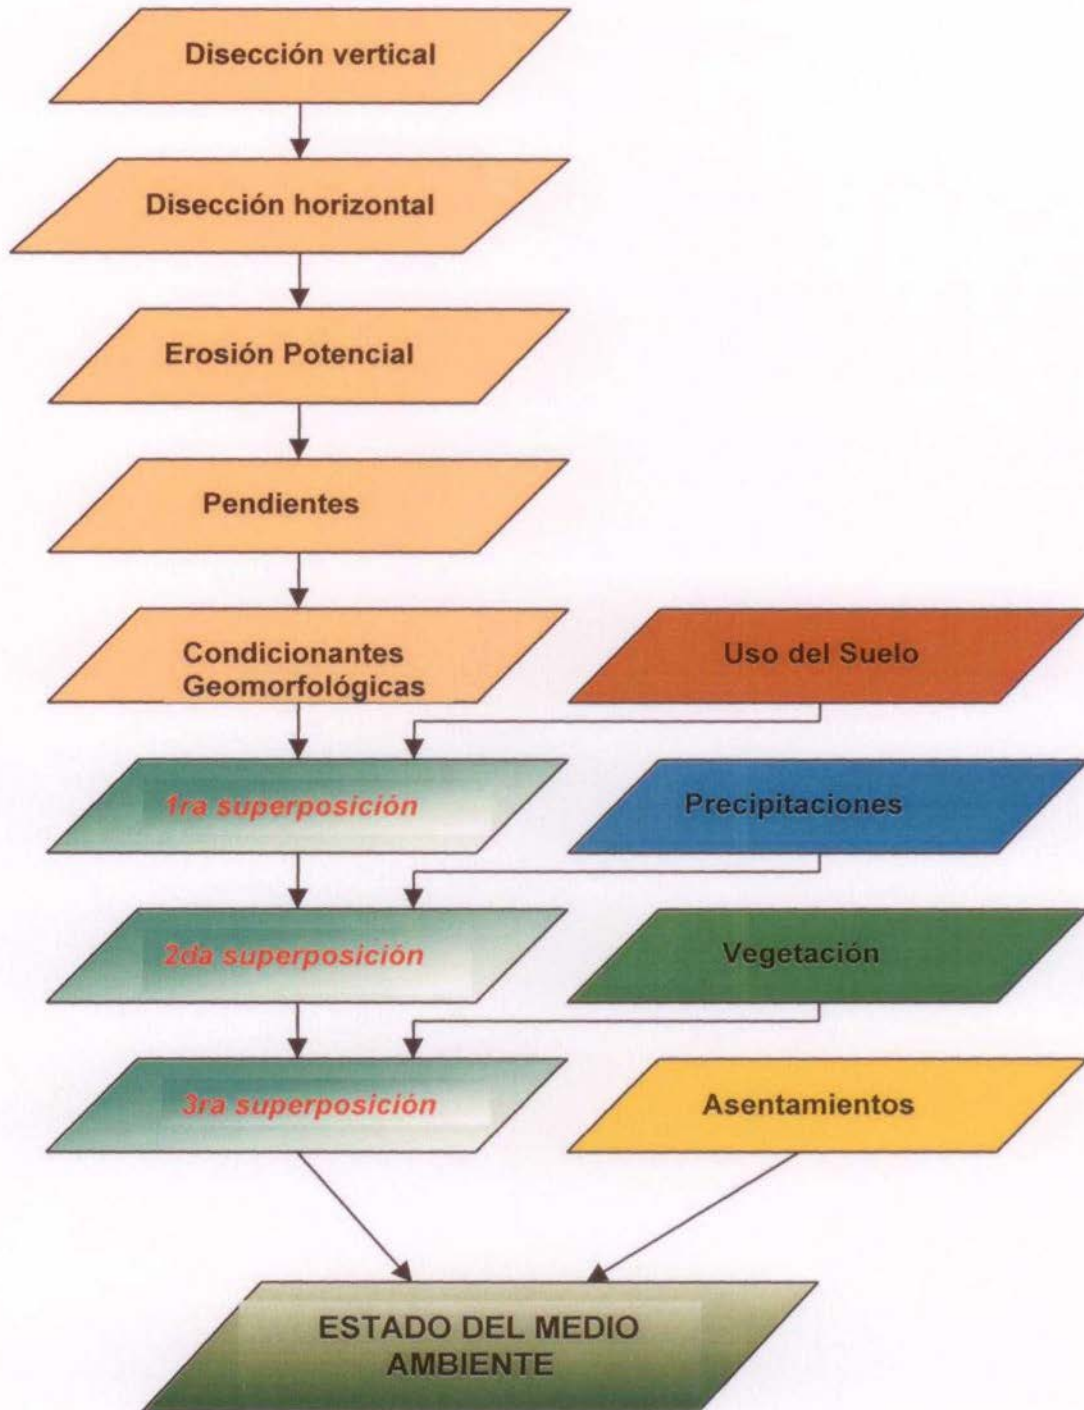 Disección vertical
Disección horizontal
Erosión Potencial
Pendientes
Condicionantes
Geomorfológicas
Uso del Suelo
1ra superposición
Precipitaciones
2da superposición
Vegetación
3ra superposición
Asentamientos
ESTADO DEL MEDIO
AMBIENTE